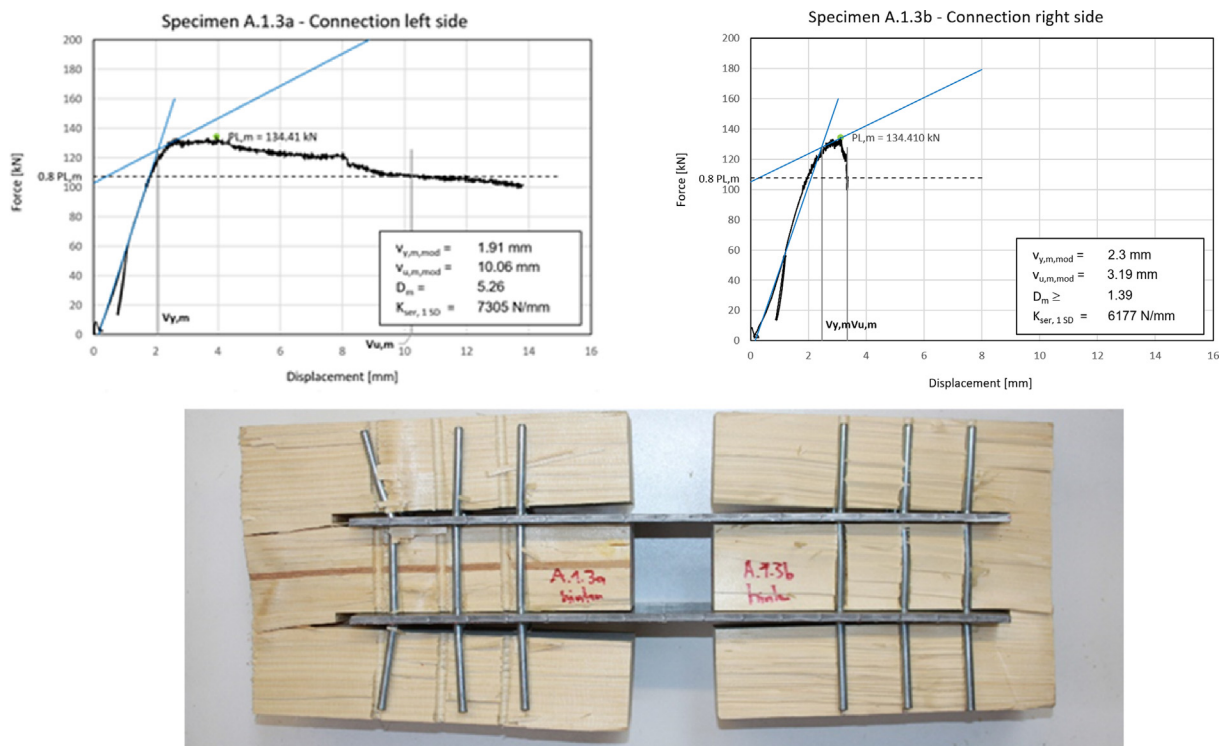 Specimen A.1.3a - Connection left side
Force [kN]
200
180
160
140
120
100
80
60
40
20
0
0.8 PL,m
PL,m = 134.41 kN
vy,m,mod = 1.91 mm
vu,m,mod = 10.06 mm
Dm = 5.26
Kser, 1 SD = 7305 N/mm
Vy,m
Vu,m
0 2 4 6 8 10 12 14 16
Displacement [mm]
Specimen A.1.3b - Connection right side
Force [kN]
200
180
160
140
120
100
80
60
40
20
0
0.8 PL,m
PL,m = 134.410 kN
vy,m,mod = 2.3 mm
vu,m,mod = 3.19 mm
Dm ≥ 1.39
Kser, 1 SD = 6177 N/mm
Vy,mVu,m
0 2 4 6 8 10 12 14 16
Displacement [mm]
A.1.3a
hinten
A.1.3b